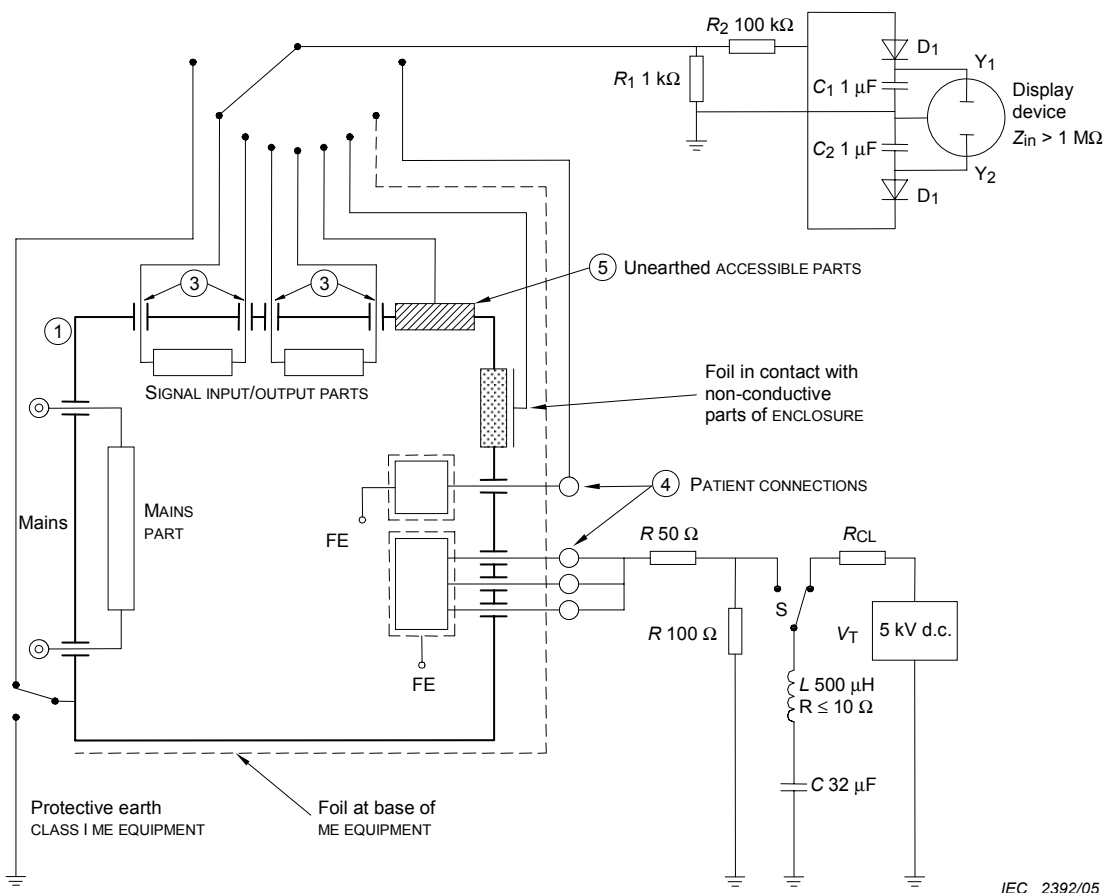 R2 100 kΩ
D1
Y1
R1 1 kΩ
C1 1 μF
Display
device
Zin > 1 MΩ
C2 1 μF
Y2
D1
3
3
5 Unearthed ACCESSIBLE PARTS
1
SIGNAL INPUT/OUTPUT PARTS
Foil in contact with
non-conductive
parts of ENCLOSURE
Mains
MAINS
PART
4 PATIENT CONNECTIONS
FE
R 50 Ω
RCL
S
R 100 Ω
VT
5 kV d.c.
FE
L 500 μH
R ≤ 10 Ω
C 32 μF
Protective earth
CLASS I ME EQUIPMENT
Foil at base of
ME EQUIPMENT
IEC 2392/05